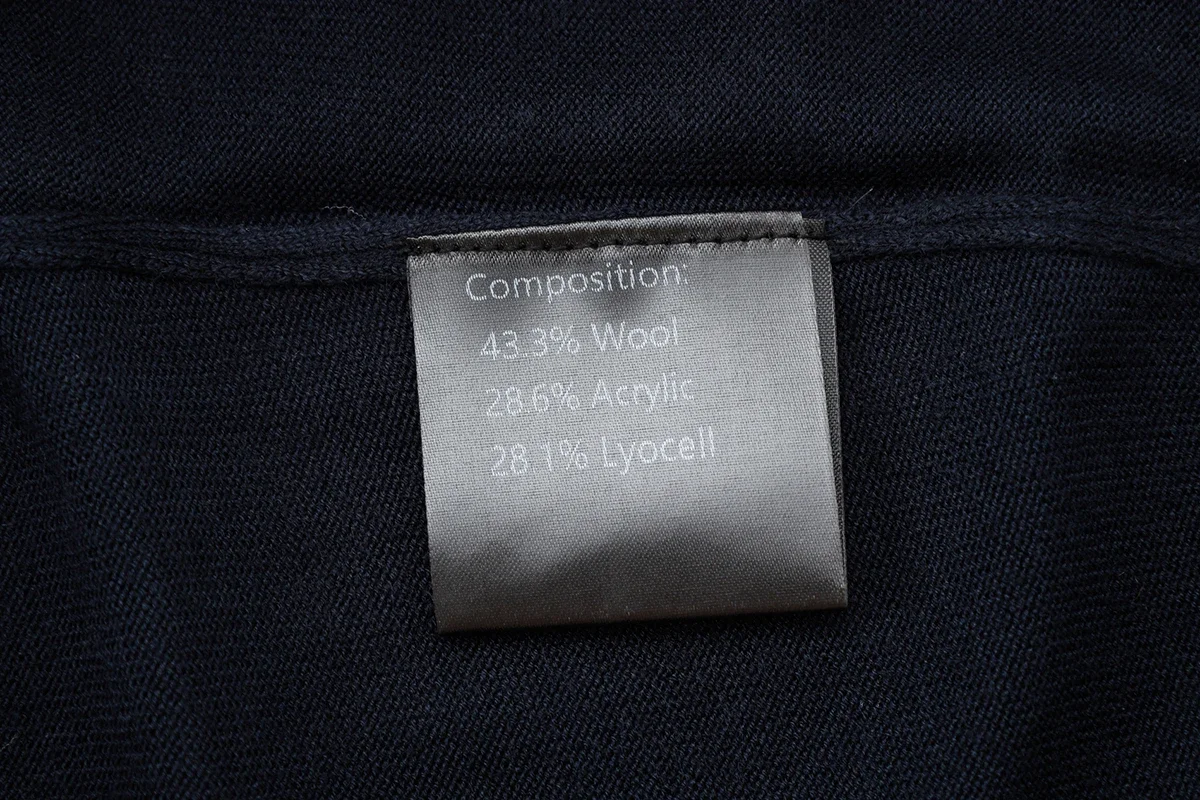 Composition:
43.3% Wool
28.6% Acrylic
28.1% Lyocell